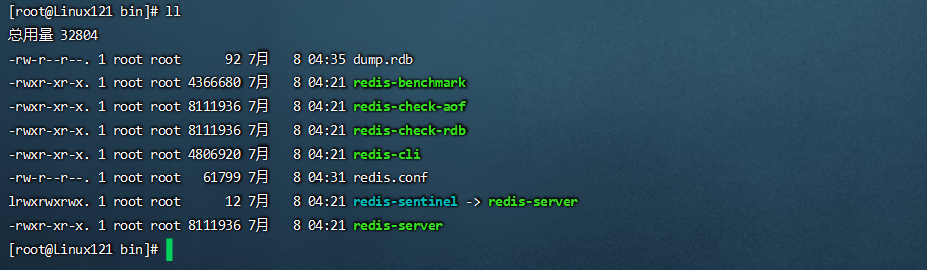 [root@Linux121 bin]# ll
总用量 32804
-rw-r--r--. 1 root root      92 7月   8 04:35 dump.rdb
-rwxr-xr-x. 1 root root 4366680 7月   8 04:21 redis-benchmark
-rwxr-xr-x. 1 root root 8111936 7月   8 04:21 redis-check-aof
-rwxr-xr-x. 1 root root 8111936 7月   8 04:21 redis-check-rdb
-rwxr-xr-x. 1 root root 4806920 7月   8 04:21 redis-cli
-rw-r--r--. 1 root root   61799 7月   8 04:31 redis.conf
lrwxrwxrwx. 1 root root      12 7月   8 04:21 redis-sentinel -> redis-server
-rwxr-xr-x. 1 root root 8111936 7月   8 04:21 redis-server
[root@Linux121 bin]#